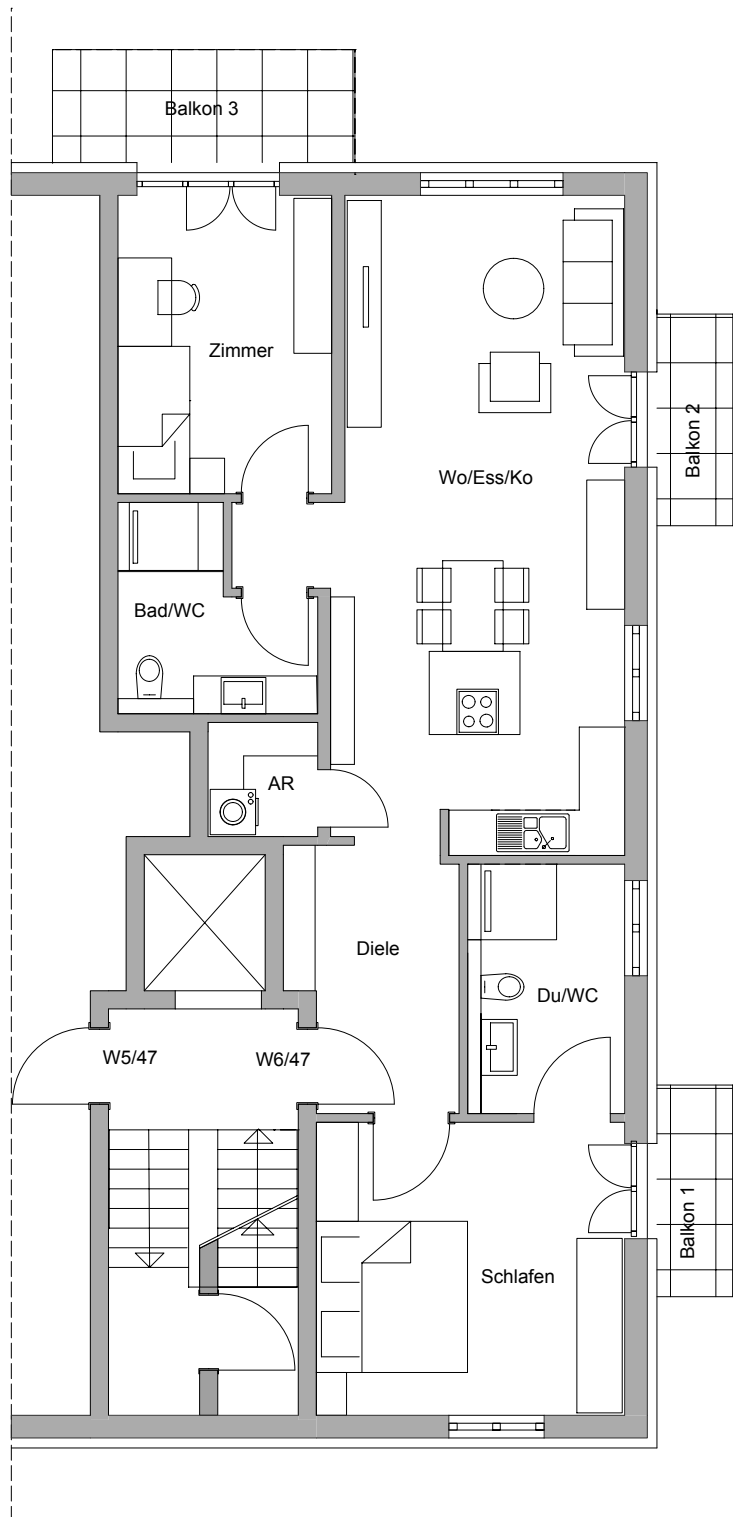 Balkon 3
Zimmer
Balkon 2
Wo/Ess/Ko
Bad/WC
AR
Diele
Du/WC
W5/47
W6/47
Balkon 1
Schlafen